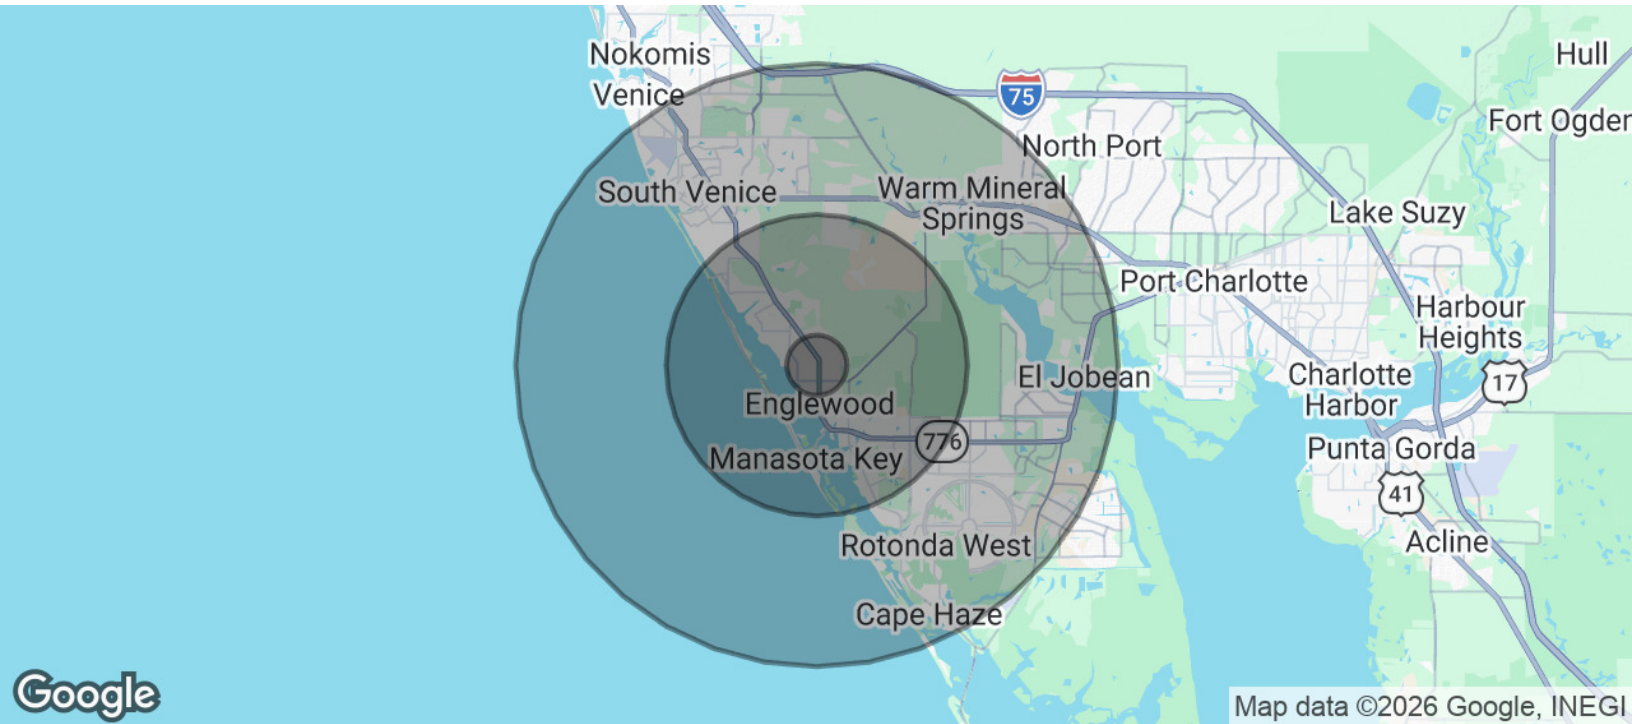 Nokomis
Hull
Venice
75
Fort Ogden
North Port
South Venice
Warm Mineral
Springs
Lake Suzy
Port Charlotte
Harbour
Heights
El Jobean
Charlotte
Harbor
17
Englewood
776
Manasota Key
Punta Gorda
41
Rotonda West
Acline
Cape Haze
Google
Map data ©2026 Google, INEGI